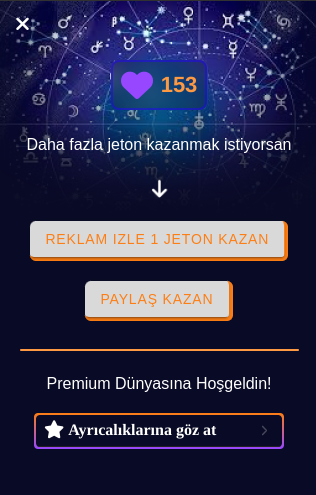 153
Daha fazla jeton kazanmak istiyorsan
REKLAM IZLE 1 JETON KAZAN
PAYLAŞ KAZAN
Premium Dünyasına Hoşgeldin!
Ayrıcalıklarına göz at